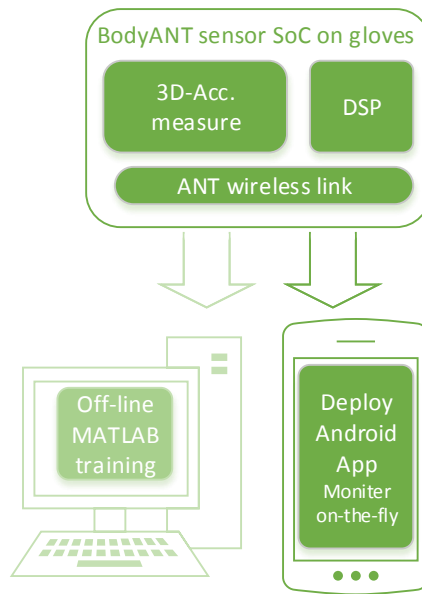 BodyANT sensor SoC on gloves
3D-Acc.
measure
DSP
ANT wireless link
Off-line
MATLAB
training
Deploy
Android
App
Moniter
on-the-fly